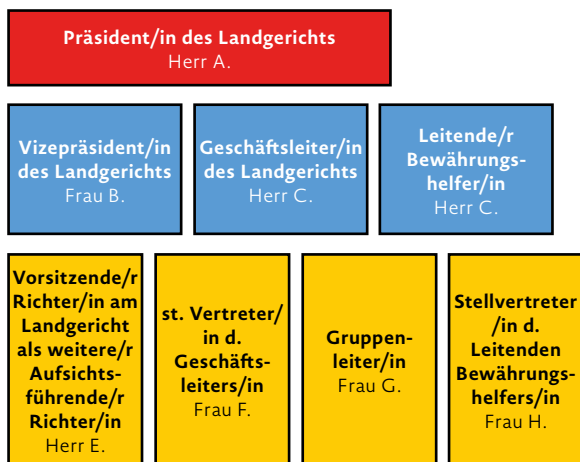 Präsident/in des Landgerichts
Herr A.
Vizepräsident/in
des Landgerichts
Frau B.
Geschäftsleiter/in
des Landgerichts
Herr C.
Leitende/r
Bewährungs-
helfer/in
Herr C.
Vorsitzende/r
Richter/in am
Landgericht
als weitere/r
Aufsichts-
führende/r
Richter/in
Herr E.
st. Vertreter/
in d.
Geschäfts-
leiters/in
Frau F.
Gruppen-
leiter/in
Frau G.
Stellvertreter
/in d.
Leitenden
Bewährungs-
helfers/in
Frau H.